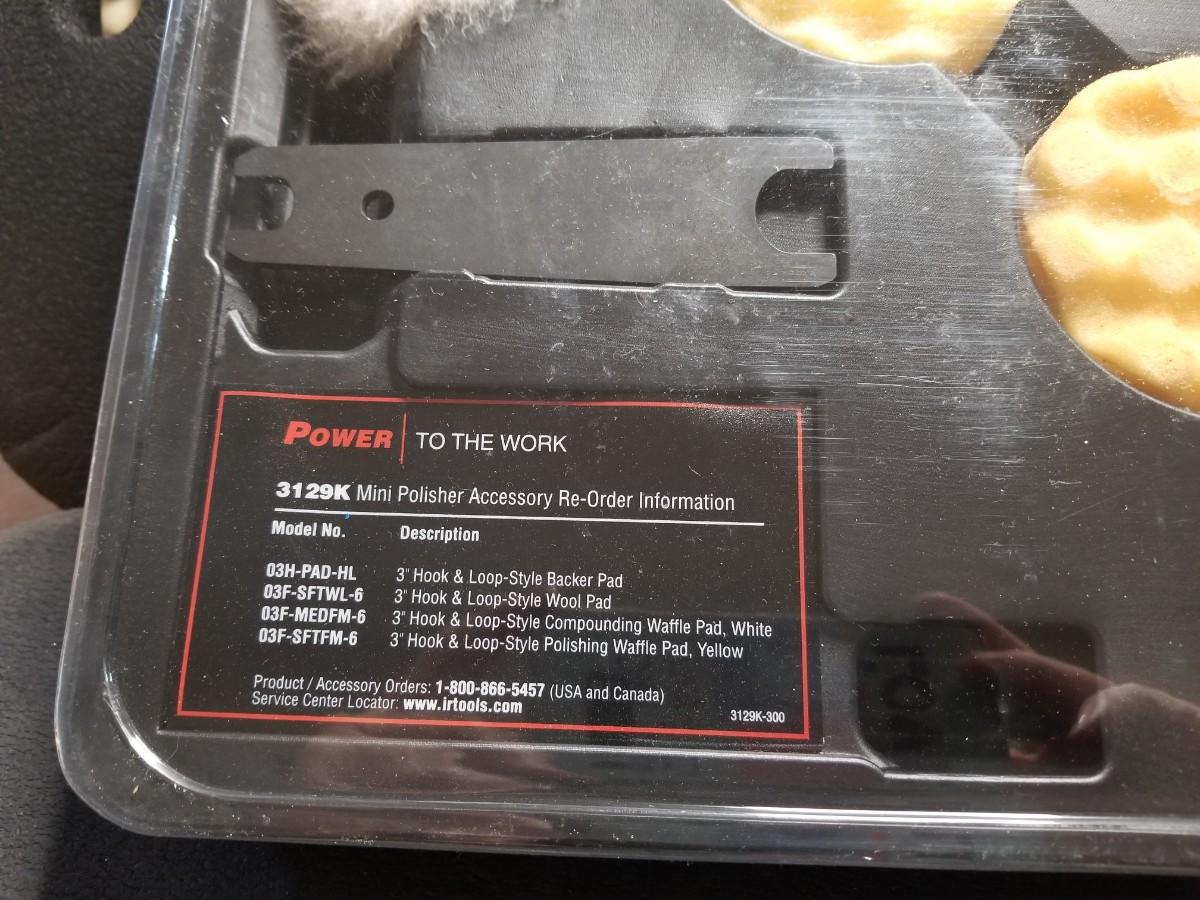 POWER | TO THE WORK
3129K Mini Polisher Accessory Re-Order Information
Model No. Description
03H-PAD-HL 3" Hook & Loop-Style Backer Pad
03F-SFTWL-6 3" Hook & Loop-Style Wool Pad
03F-MEDFM-6 3" Hook & Loop-Style Compounding Waffle Pad, White
03F-SFTFM-6 3" Hook & Loop-Style Polishing Waffle Pad, Yellow
Product / Accessory Orders: 1-800-866-5457 (USA and Canada)
Service Center Locator: www.irtools.com
3129K-300